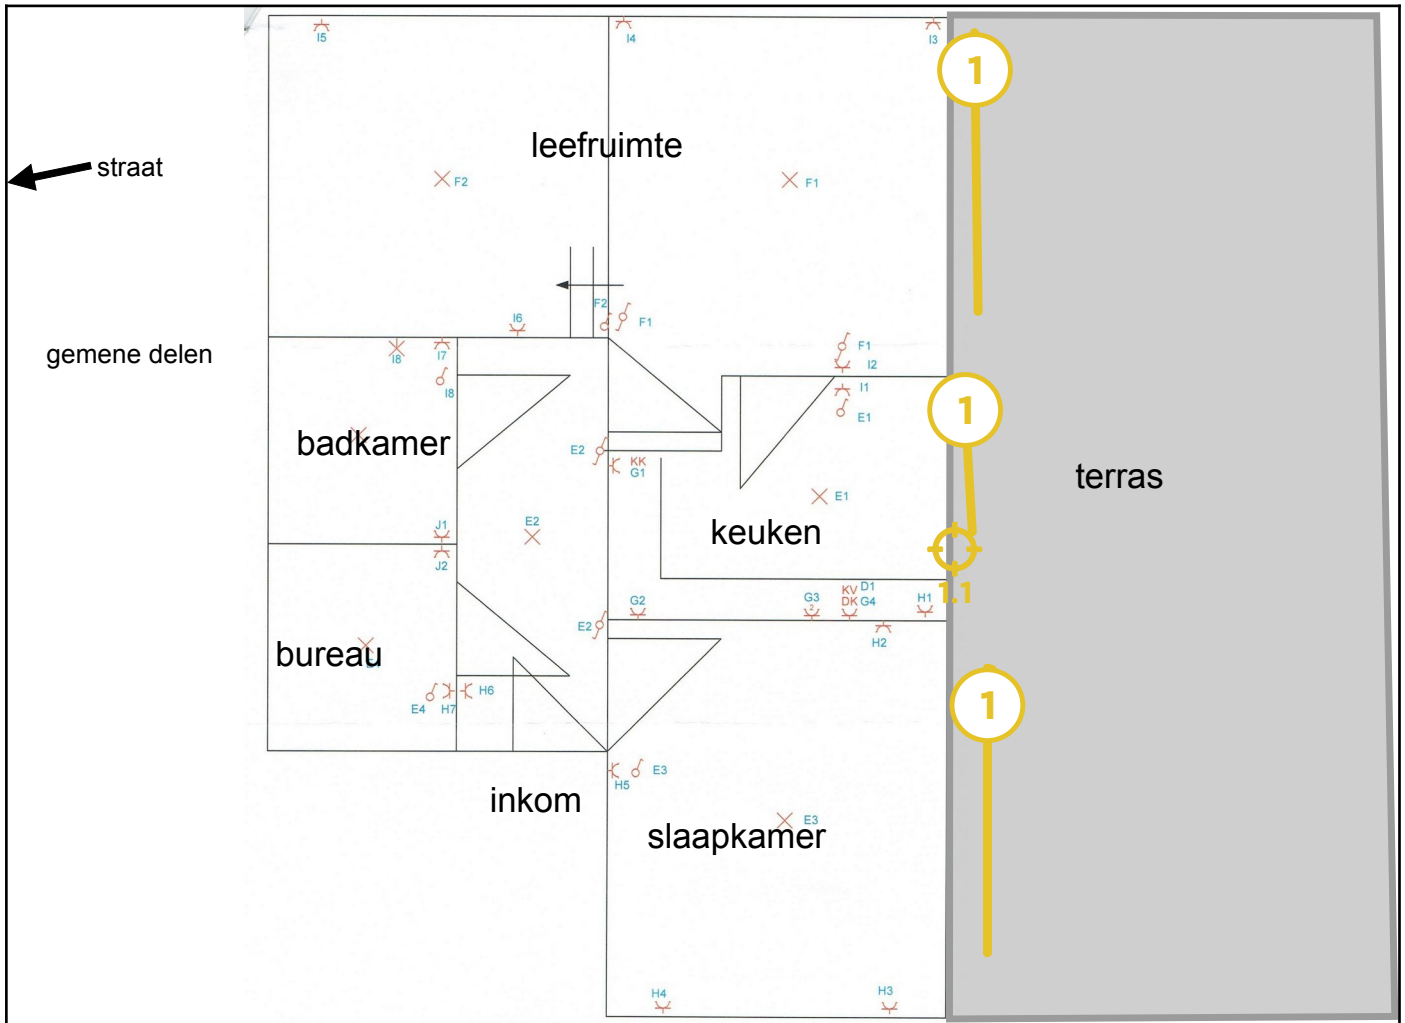 I5
I4
I3
1
leefruimte
straat
F2
F1
F2
F1
I6
F1
I8
I7
I2
gemene delen
I8
I1
E1
1
badkamer
E2
KK
G1
terras
E1
J1
E2
keuken
J2
KV D1
DK G4
1.1
G2
G3
2
H1
E2
H2
bureau
H6
E4
H7
1
E3
H5
inkom
E3
slaapkamer
H4
H3